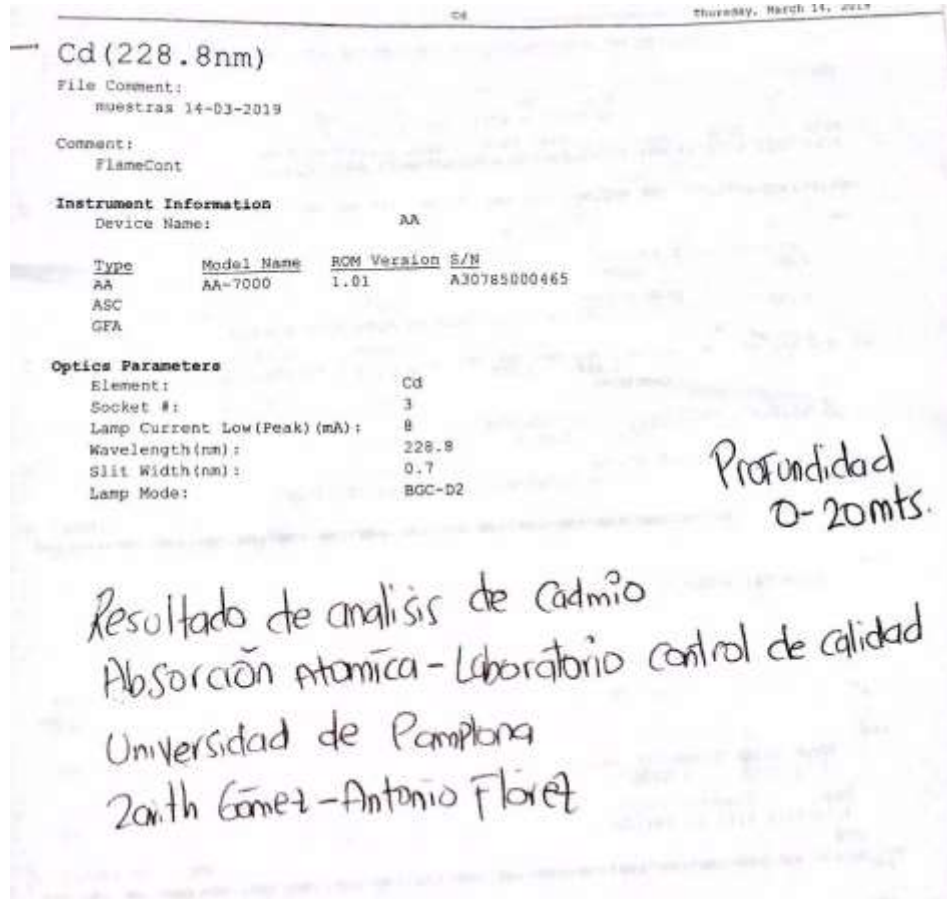 Cd
Thursday, March 14, 2019
Cd(228.8nm)
File Comment:
muestras 14-03-2019
Comment:
FlameCont
Instrument Information
Device Name: AA
Type Model Name ROM Version S/N
AA AA-7000 1.01 A30785000465
ASC
GFA
Optics Parameters
Element: Cd
Socket #: 3
Lamp Current Low(Peak)(mA): 8
Wavelength(nm): 228.8
Slit Width(nm): 0.7
Lamp Mode: BGC-D2
Profundidad
0-20mts.
Resultado de analisis de Cadmio
Absorción Atomica-Laboratorio control de calidad
Universidad de Pamplona
Gómez-Antonio Florez